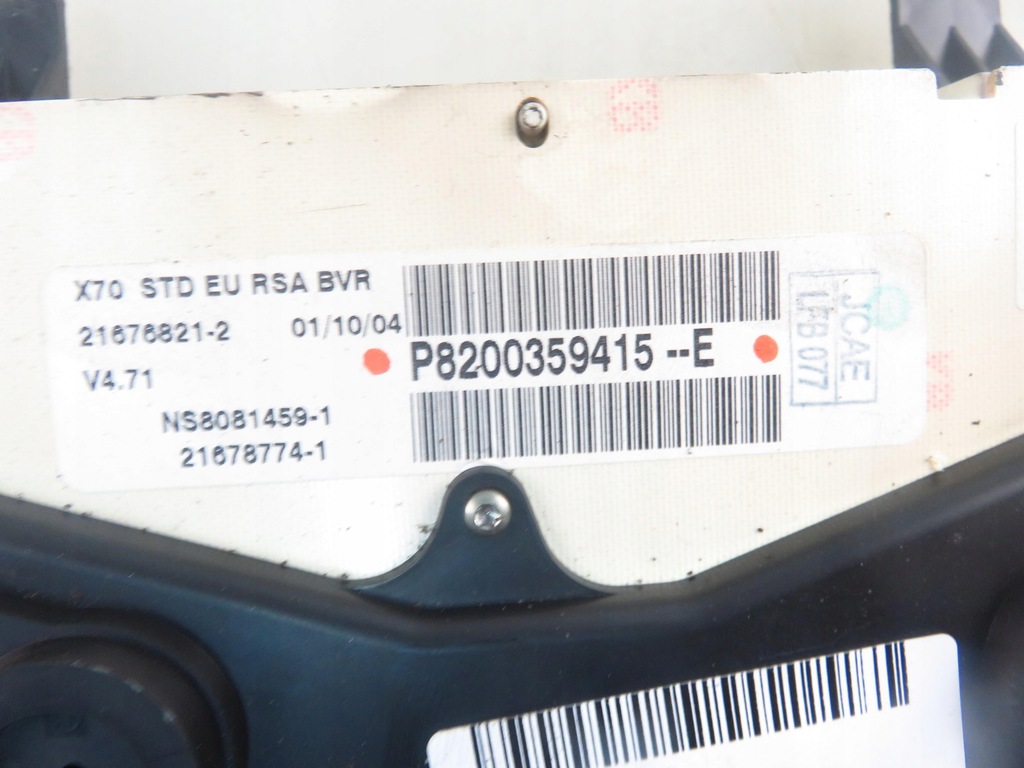 X70 STD EU RSA BVR
21676821-2 01/10/04
P8200359415--E
V4.71
NS8081459-1
21678774-1
JCAE
LFB 077